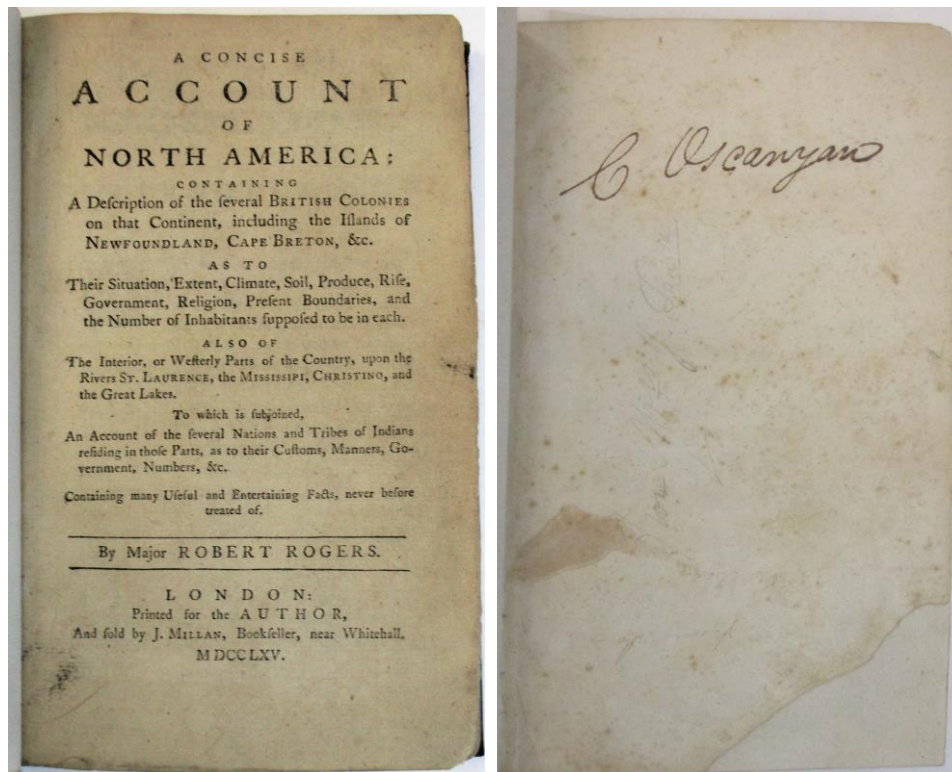 A CONCISE
ACCOUNT
OF
NORTH AMERICA:
CONTAINING
A Deſcription of the ſeveral BRITISH COLONIES
on that Continent, including the Iſlands of
NEWFOUNDLAND, CAPE BRETON, &c.
AS TO
Their Situation, Extent, Climate, Soil, Produce, Riſe,
Government, Religion, Preſent Boundaries, and
the Number of Inhabitants ſuppoſed to be in each.
ALSO OF
The Interior, or Weſterly Parts of the Country, upon the
Rivers ST. LAURENCE, the MISSISIPI, CHRISTINO, and
the Great Lakes.
To which is ſubjoined,
An Account of the ſeveral Nations and Tribes of Indians
reſiding in thoſe Parts, as to their Cuſtoms, Manners, Go-
vernment, Numbers, &c.
Containing many Uſeful and Entertaining Facts, never before
treated of.
By Major ROBERT ROGERS.
LONDON:
Printed for the AUTHOR,
And ſold by J. MILLAN, Bookſeller, near Whitehall.
M DCC LXV.
C Oscanyan